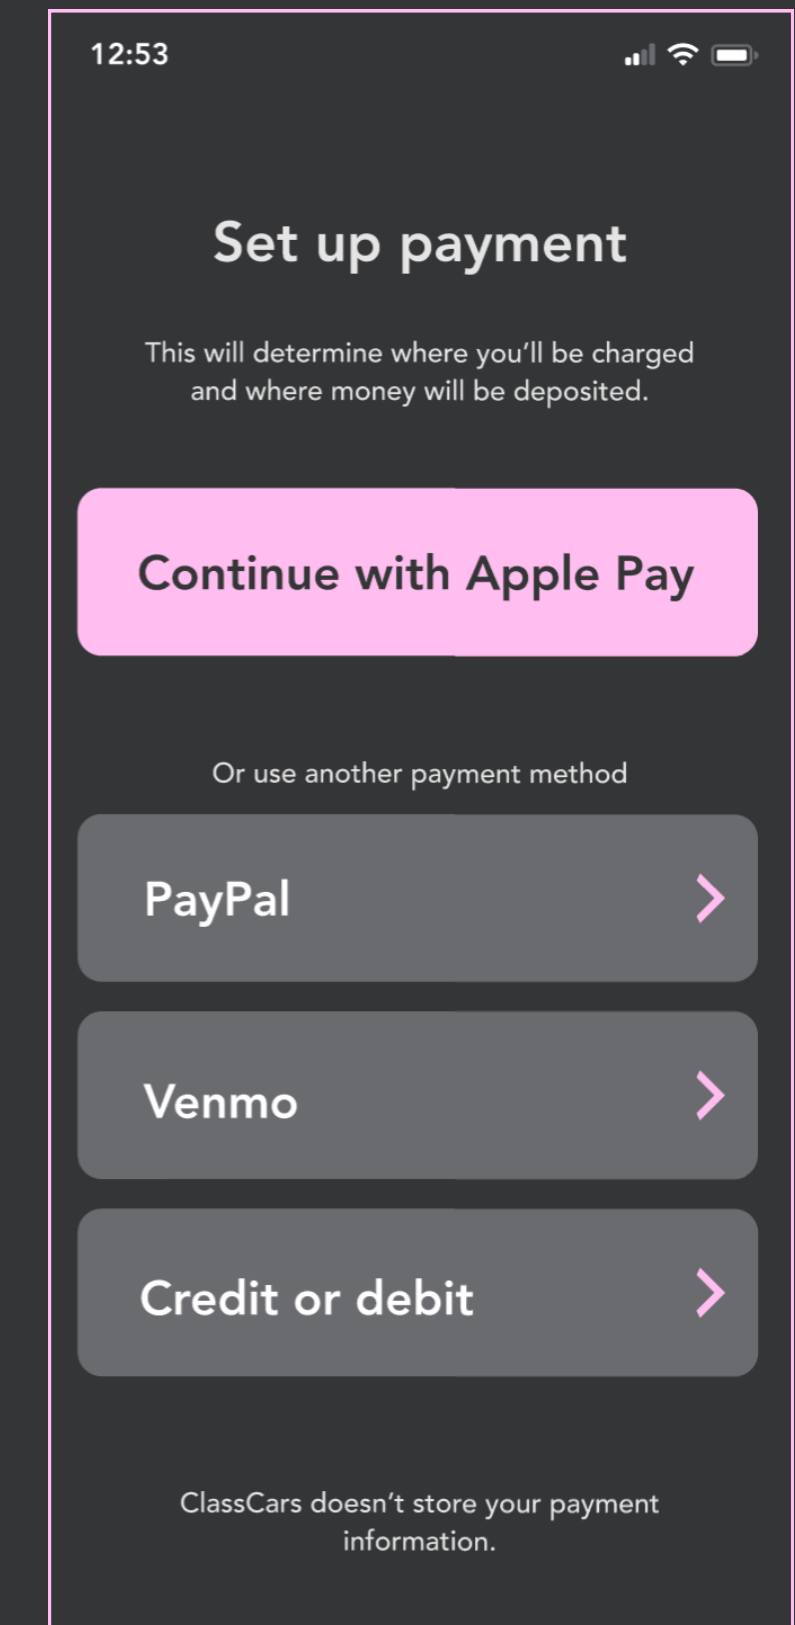 12:53
Set up payment
This will determine where you’ll be charged
and where money will be deposited.
Continue with Apple Pay
Or use another payment method
PayPal
Venmo
Credit or debit
ClassCars doesn’t store your payment
information.